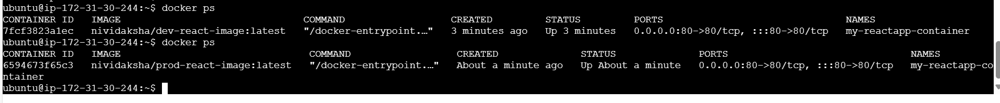 ubuntu@ip-172-31-30-244:~$ docker ps
CONTAINER ID   IMAGE                               COMMAND                  CREATED         STATUS         PORTS                               NAMES
7fcf3823a1ec   nividaksha/dev-react-image:latest   "/docker-entrypoint.…"   3 minutes ago   Up 3 minutes   0.0.0.0:80->80/tcp, :::80->80/tcp   my-reactapp-container
ubuntu@ip-172-31-30-244:~$ docker ps
CONTAINER ID   IMAGE                                COMMAND                  CREATED              STATUS              PORTS                               NAMES
6594673f65c3   nividaksha/prod-react-image:latest   "/docker-entrypoint.…"   About a minute ago   Up About a minute   0.0.0.0:80->80/tcp, :::80->80/tcp   my-reactapp-co
ntainer
ubuntu@ip-172-31-30-244:~$